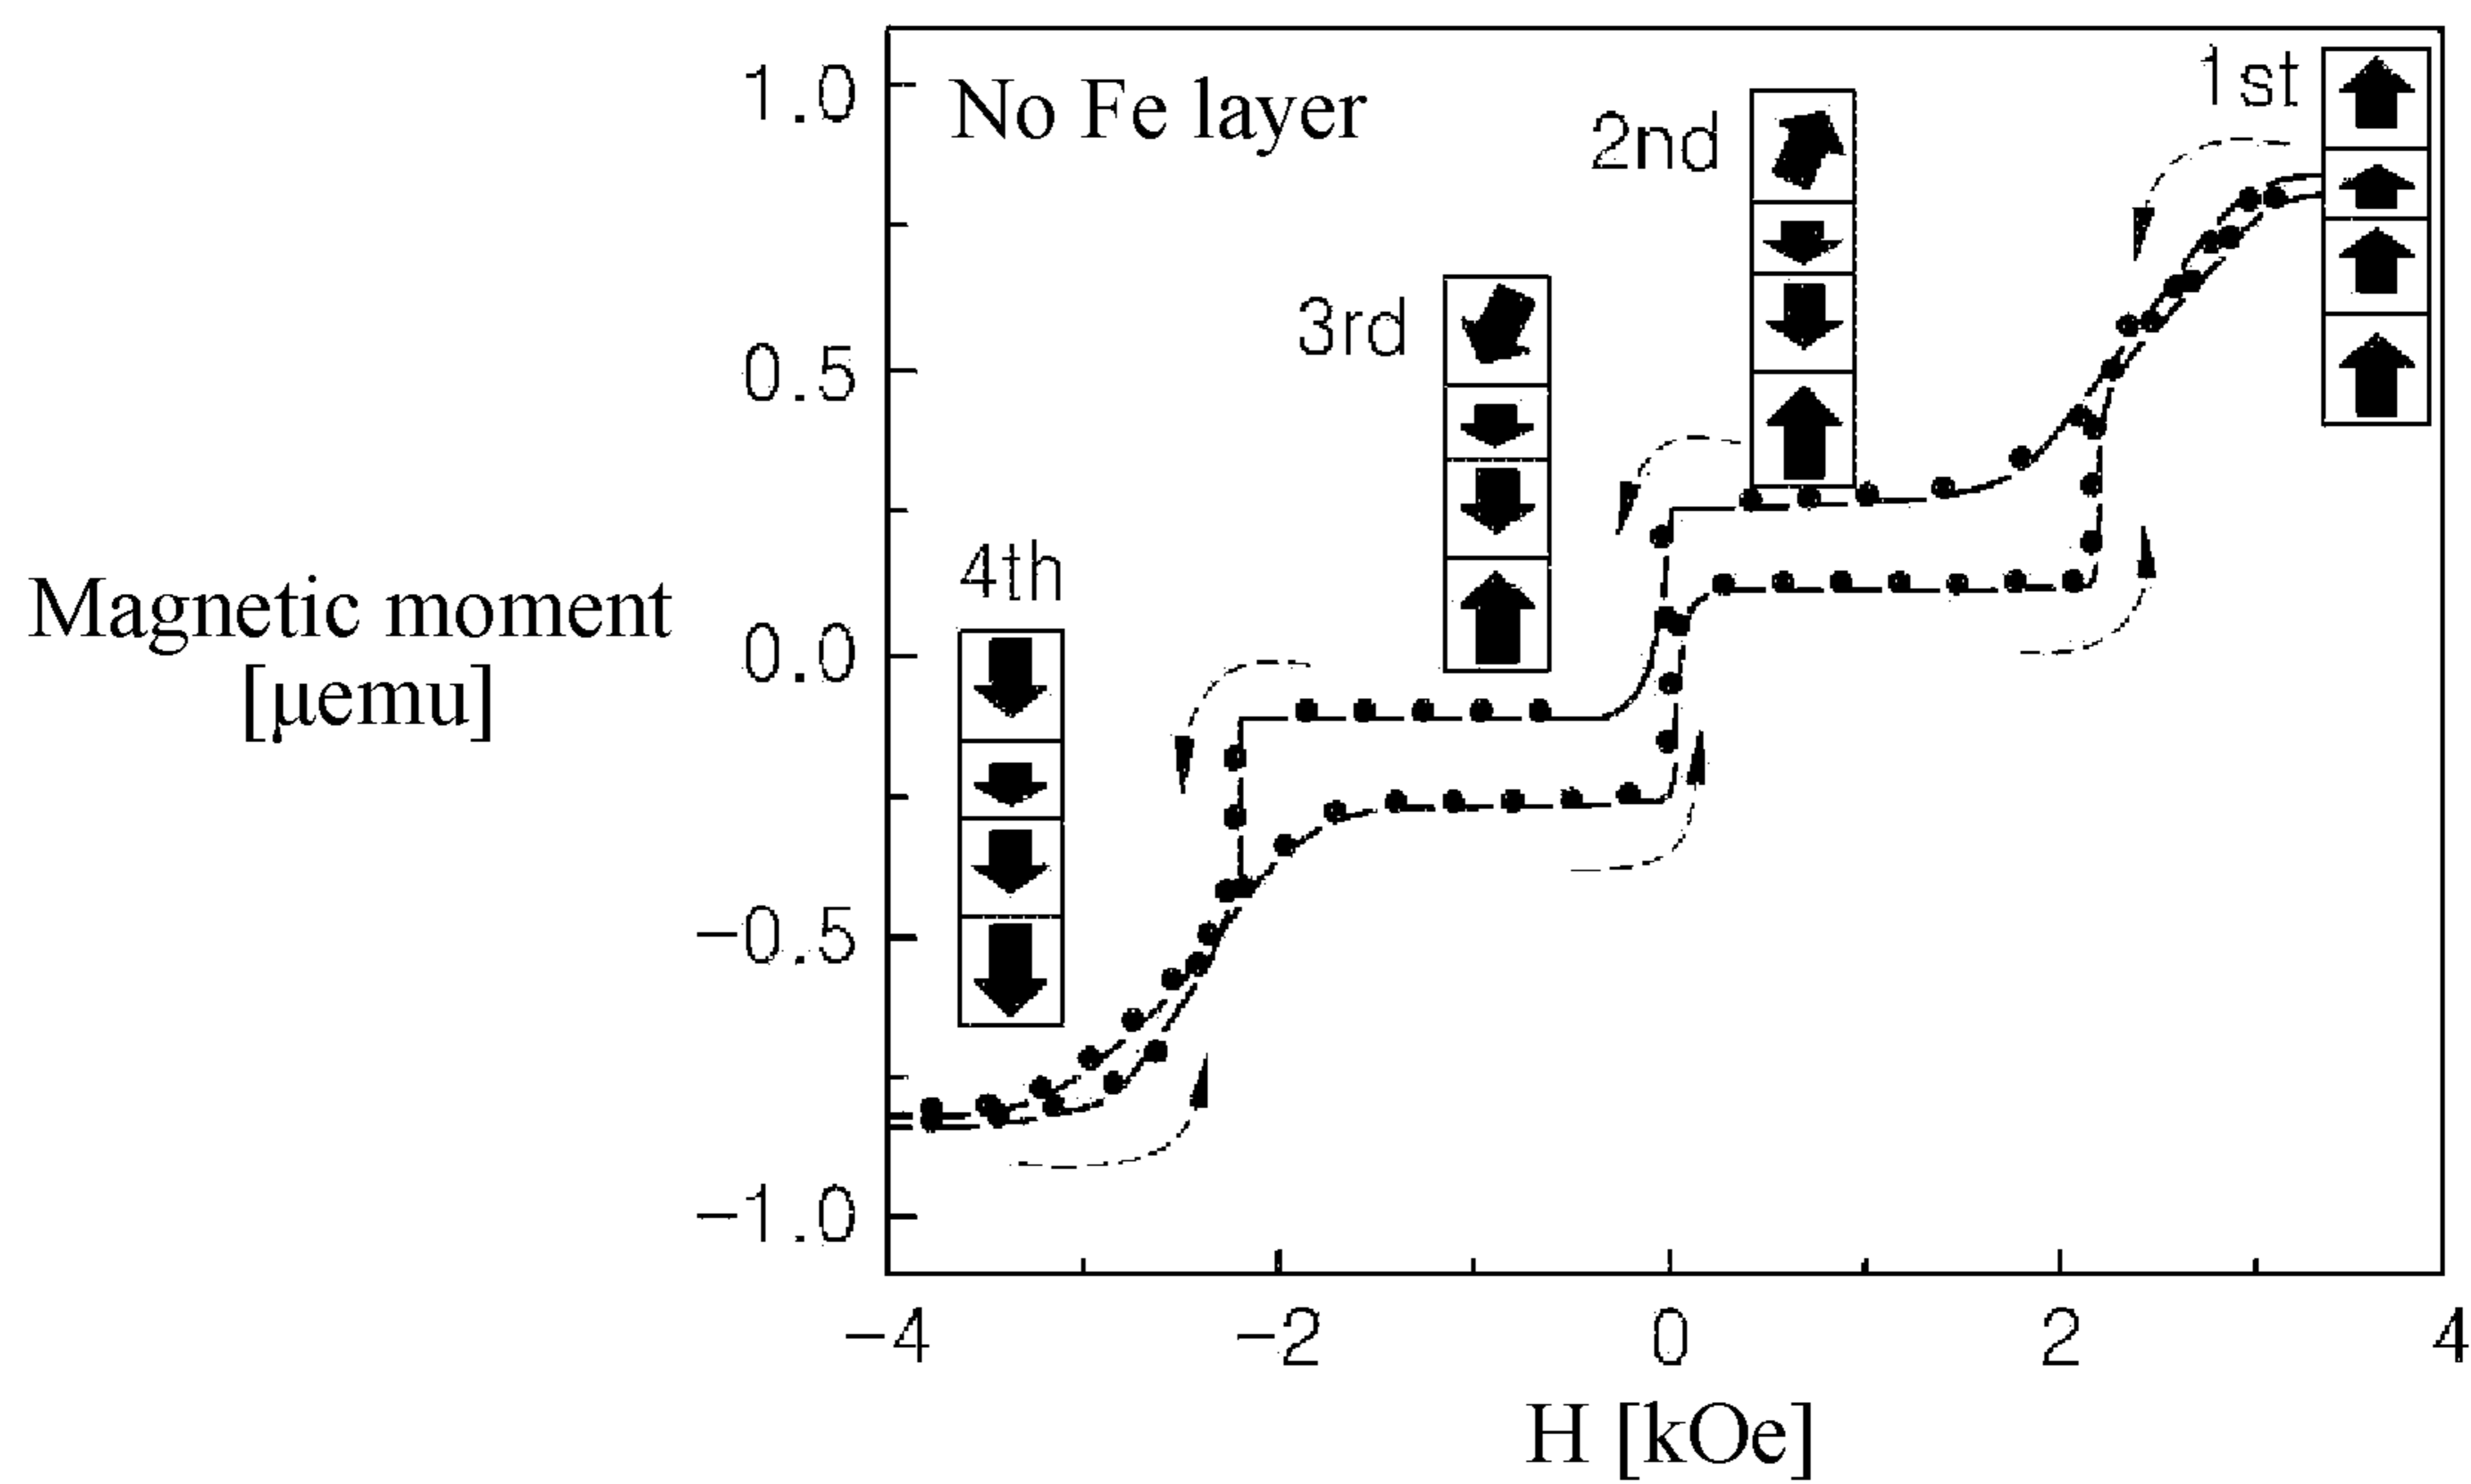 No Fe layer
1st
2nd
3rd
4th
Magnetic moment
[μemu]
1.0
0.5
0.0
−0.5
−1.0
−4
−2
0
2
4
H [kOe]